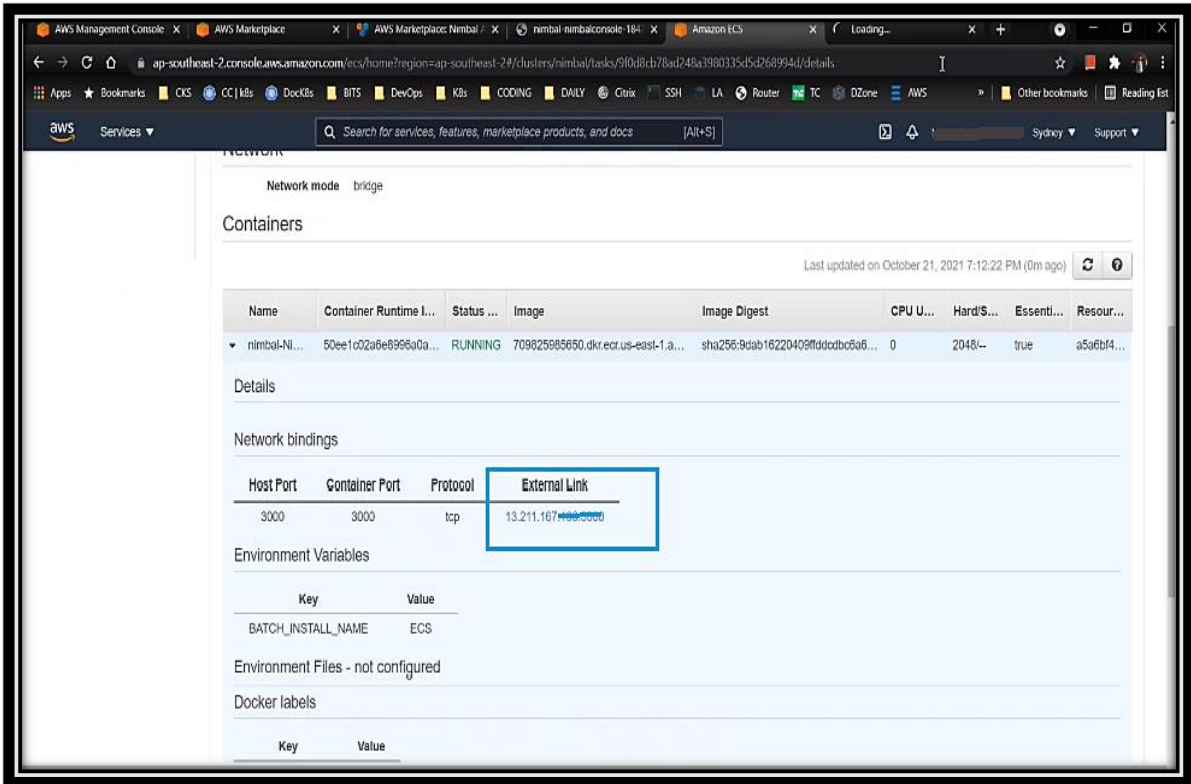 AWS Management Console X AWS Marketplace X AWS Marketplace: Nimbal A X nimbal-nimbalconsole-184 X Amazon ECS X Loading... X +
ap-southeast-2.console.aws.amazon.com/ecs/home?region=ap-southeast-2#/clusters/nimbal/tasks/9f0d8cb78ad248a3980335d5d268994d/details
Apps Bookmarks CKS CC|k8s DocK8s BITS DevOps K8s CODING DAILY Citrix SSH LA Router TC DZone AWS » Other bookmarks Reading list
aws Services ▼ Search for services, features, marketplace products, and docs [Alt+S] Sydney ▼ Support ▼
Network
Network mode bridge
Containers
Last updated on October 21, 2021 7:12:22 PM (0m ago)
Name Container Runtime I... Status ... Image Image Digest CPU U... Hard/S... Essenti... Resour...
nimbal-Ni... 50ee1c02a6e8996a0a... RUNNING 709825985650.dkr.ecr.us-east-1.a... sha256:9dab16220409ffddcdbc6a6... 0 2048/-- true a5a6bf4...
Details
Network bindings
Host Port Container Port Protocol External Link
3000 3000 tcp 13.211.167.
Environment Variables
Key Value
BATCH_INSTALL_NAME ECS
Environment Files - not configured
Docker labels
Key Value